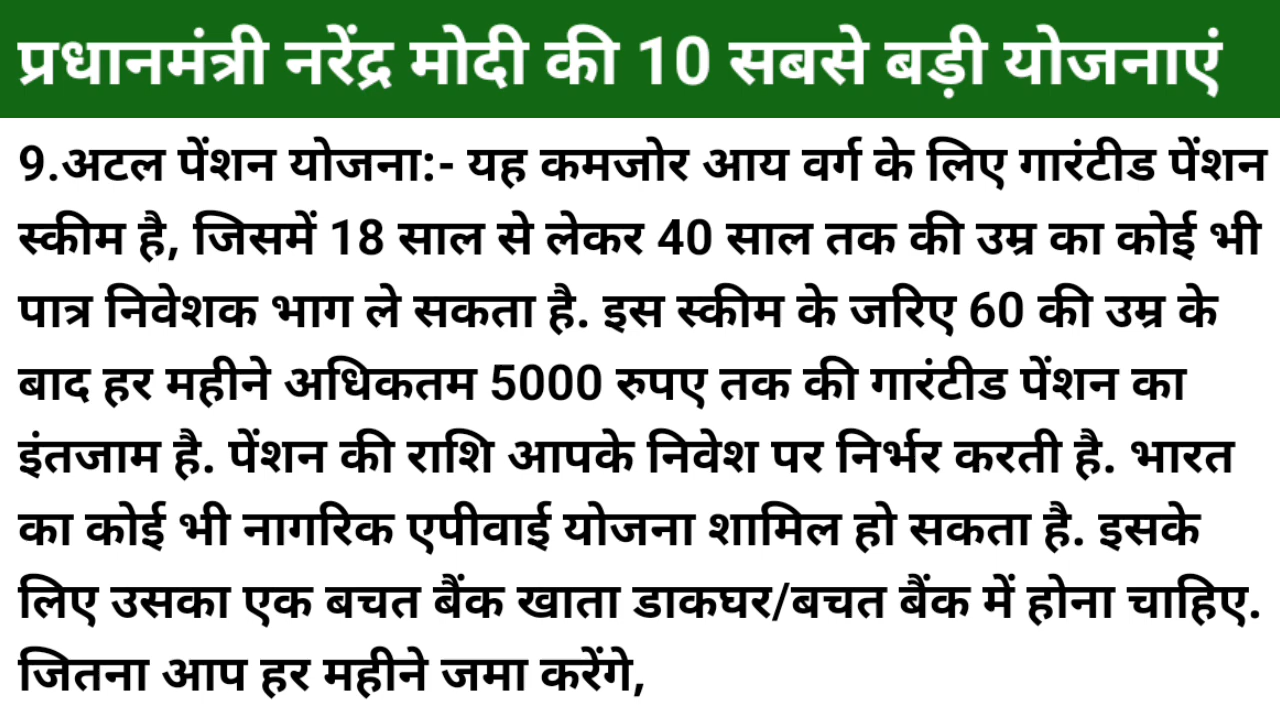 प्रधानमंत्री नरेंद्र मोदी की 10 सबसे बड़ी योजनाएं
9.अटल पेंशन योजना:- यह कमजोर आय वर्ग के लिए गारंटीड पेंशन
स्कीम है, जिसमें 18 साल से लेकर 40 साल तक की उम्र का कोई भी
पात्र निवेशक भाग ले सकता है. इस स्कीम के जरिए 60 की उम्र के
बाद हर महीने अधिकतम 5000 रुपए तक की गारंटीड पेंशन का
इंतजाम है. पेंशन की राशि आपके निवेश पर निर्भर करती है. भारत
का कोई भी नागरिक एपीवाई योजना शामिल हो सकता है. इसके
लिए उसका एक बचत बैंक खाता डाकघर/बचत बैंक में होना चाहिए.
जितना आप हर महीने जमा करेंगे,